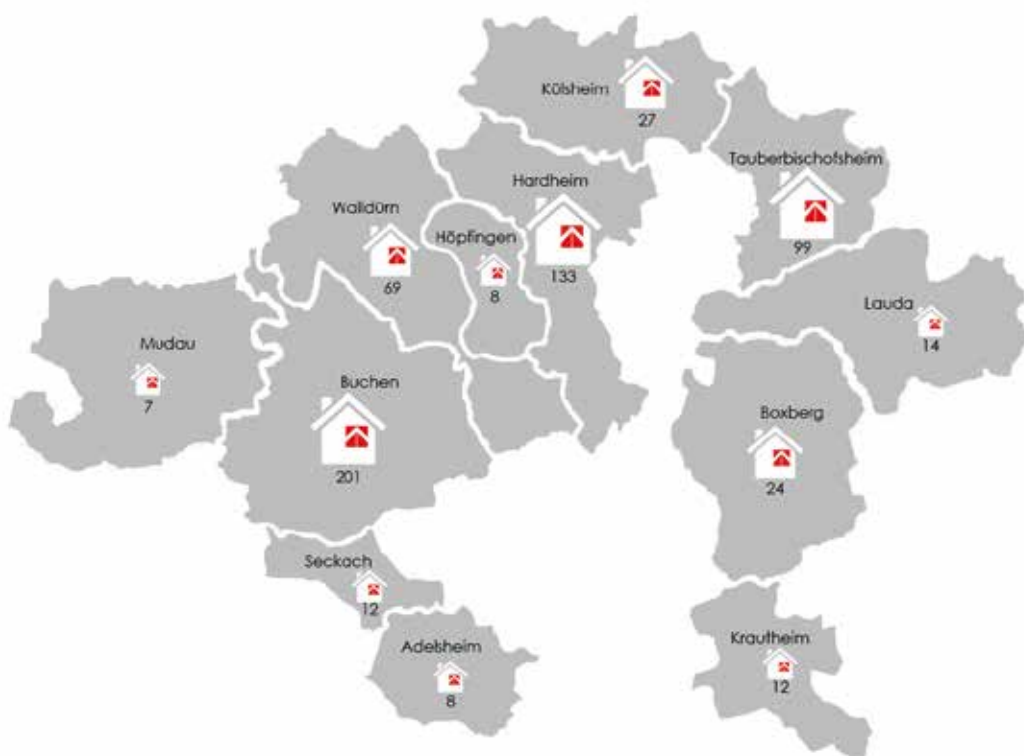 Külsheim
27
Tauberbischofsheim
99
Hardheim
133
Walldürn
69
Höpfingen
8
Lauda
14
Mudau
7
Buchen
201
Boxberg
24
Seckach
12
Adelsheim
8
Krautheim
12